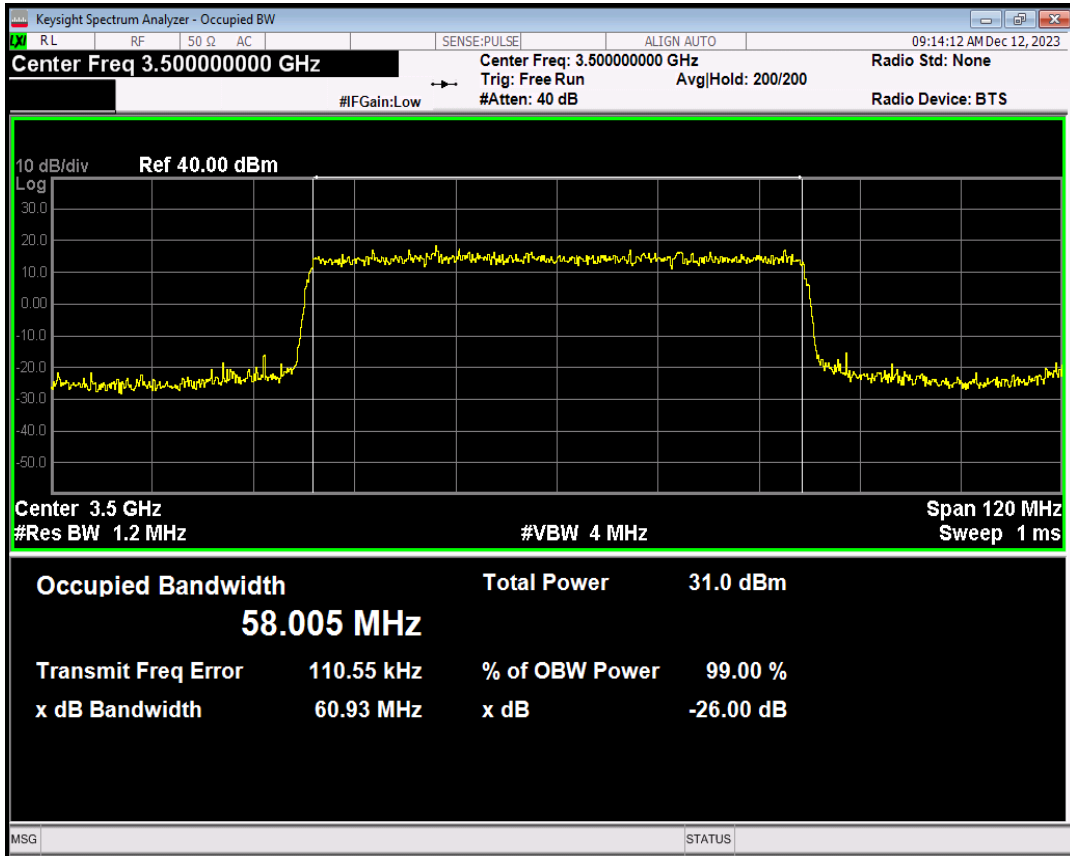 Keysight Spectrum Analyzer - Occupied BW
LXI RL RF 50 Ω AC SENSE:PULSE ALIGN AUTO 09:14:12 AM Dec 12, 2023
Center Freq 3.500000000 GHz Center Freq: 3.500000000 GHz Radio Std: None
Trig: Free Run Avg|Hold: 200/200
#IFGain:Low #Atten: 40 dB Radio Device: BTS
10 dB/div Ref 40.00 dBm
Log
30.0
20.0
10.0
0.00
-10.0
-20.0
-30.0
-40.0
-50.0
Center 3.5 GHz Span 120 MHz
#Res BW 1.2 MHz #VBW 4 MHz Sweep 1 ms
Occupied Bandwidth Total Power 31.0 dBm
58.005 MHz
Transmit Freq Error 110.55 kHz % of OBW Power 99.00 %
x dB Bandwidth 60.93 MHz x dB -26.00 dB
MSG STATUS